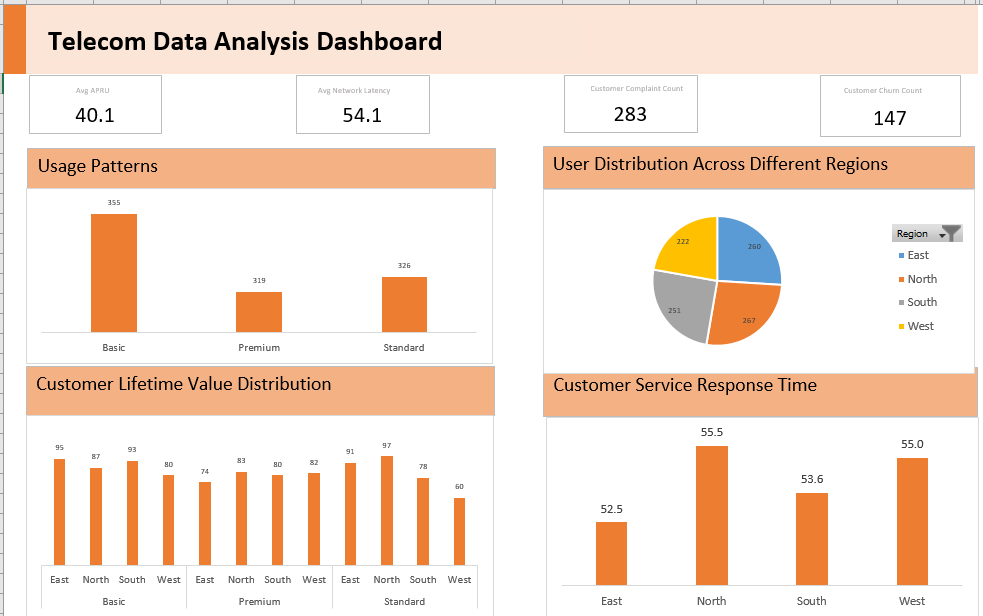 Telecom Data Analysis Dashboard
Avg APRU
40.1
Avg Network Latency
54.1
Customer Complaint Count
283
Customer Churn Count
147
Usage Patterns
355
319
326
Basic Premium Standard
User Distribution Across Different Regions
222
260
251
267
Region
East
North
South
West
Customer Lifetime Value Distribution
95 87 93 80 74 83 80 82 91 97 78 60
East North South West East North South West East North South West
Basic Premium Standard
Customer Service Response Time
52.5 55.5 53.6 55.0
East North South West